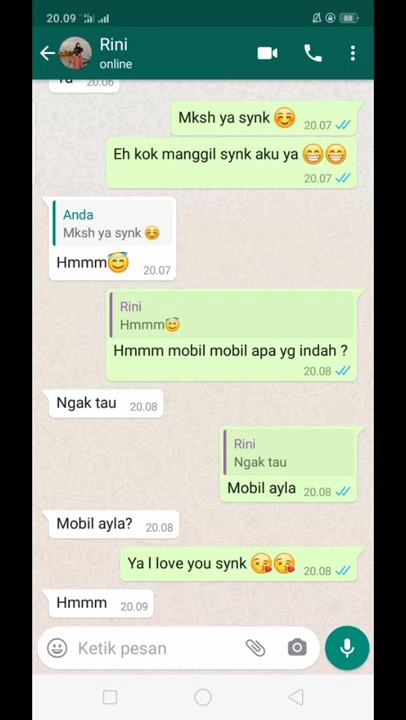 20.09
88
Rini
online
Ya 20.06
Mksh ya synk ☺️ 20.07
Eh kok manggil synk aku ya 😁😁
20.07
Anda
Mksh ya synk ☺️
Hmmm😇 20.07
Rini
Hmmm😇
Hmmm mobil mobil apa yg indah ?
20.08
Ngak tau 20.08
Rini
Ngak tau
Mobil ayla 20.08
Mobil ayla? 20.08
Ya I love you synk 😘😘
20.08
Hmmm 20.09
Ketik pesan